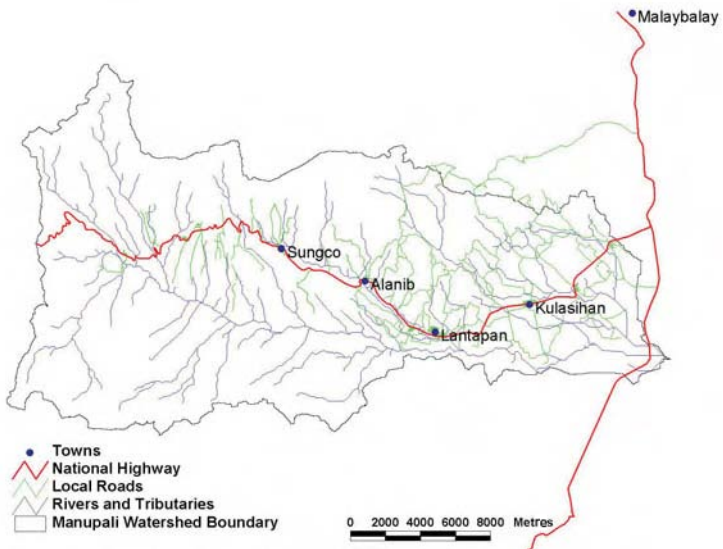 Malaybalay
Sungco
Alanib
Kulasihan
Lantapan
Towns
National Highway
Local Roads
Rivers and Tributaries
Manupali Watershed Boundary
0 2000 4000 6000 8000 Metres